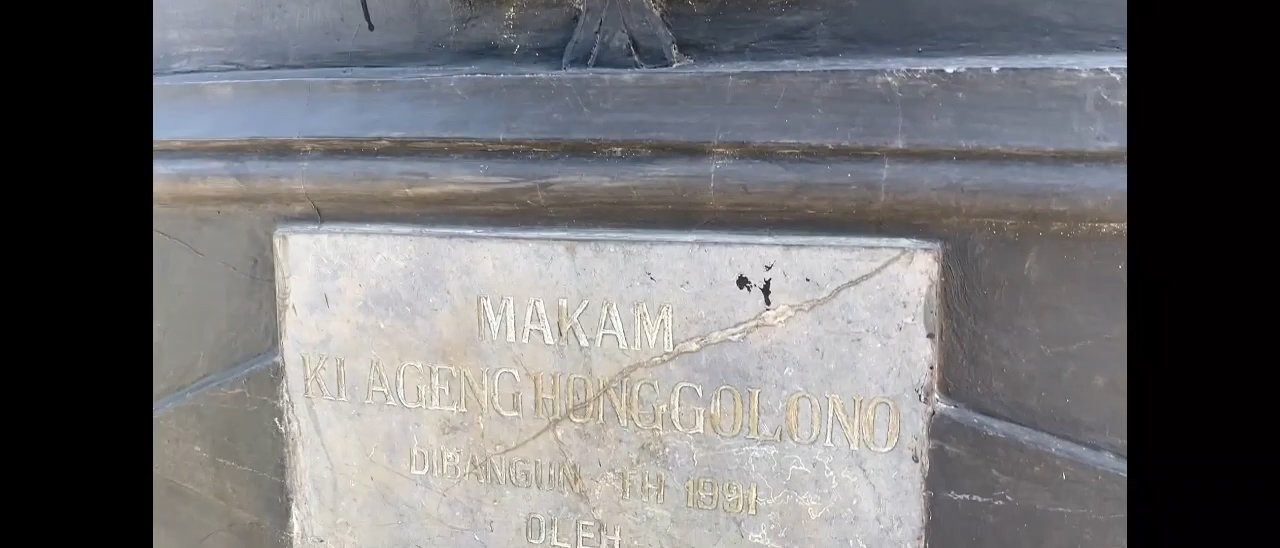 MAKAM
KI AGENG HONGGOLONO
DIBANGUN TH 1991
OLEH